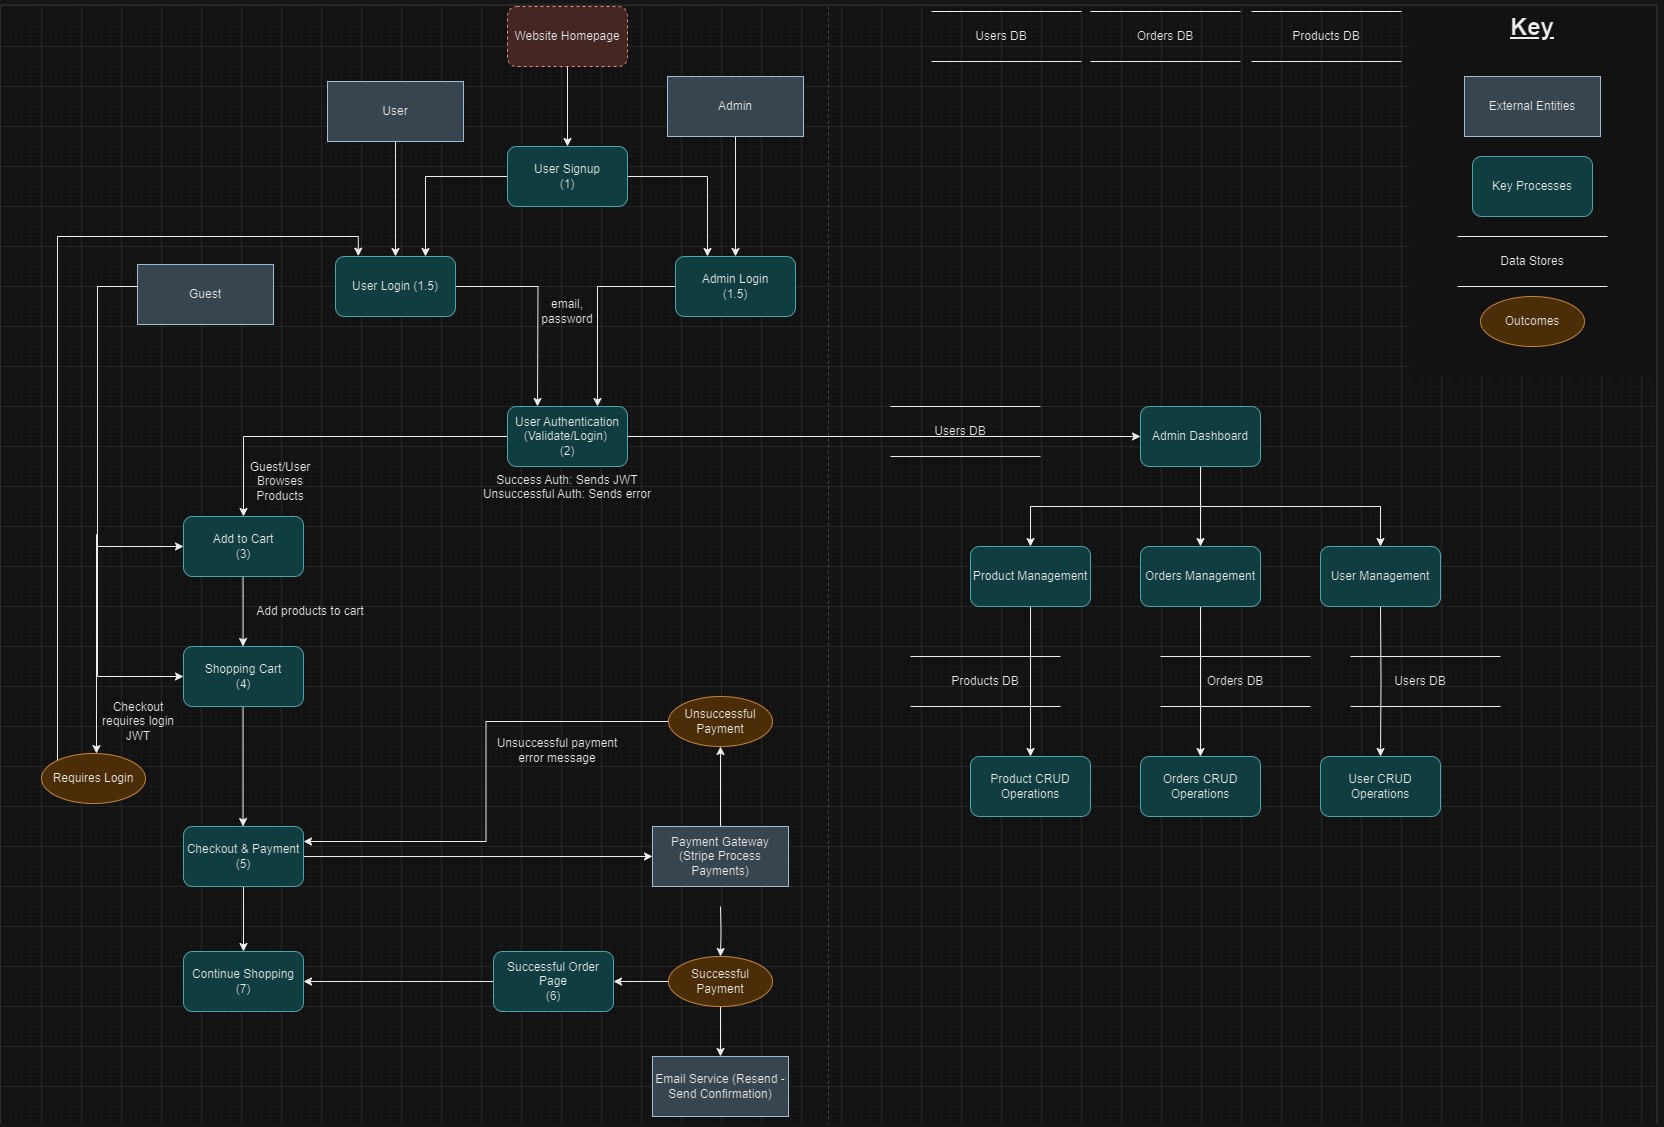 Website Homepage
Users DB
Orders DB
Products DB
Key
User
Admin
External Entities
User Signup
(1)
Key Processes
Data Stores
Outcomes
Guest
User Login (1.5)
Admin Login
(1.5)
email,
password
User Authentication
(Validate/Login)
(2)
Success Auth: Sends JWT
Unsuccessful Auth: Sends error
Users DB
Admin Dashboard
Guest/User
Browses
Products
Add to Cart
(3)
Add products to cart
Shopping Cart
(4)
Checkout
requires login
JWT
Requires Login
Product Management
Orders Management
User Management
Products DB
Orders DB
Users DB
Product CRUD
Operations
Orders CRUD
Operations
User CRUD
Operations
Unsuccessful
Payment
Unsuccessful payment
error message
Checkout & Payment
(5)
Payment Gateway
(Stripe Process
Payments)
Continue Shopping
(7)
Successful Order
Page
(6)
Successful
Payment
Email Service (Resend -
Send Confirmation)